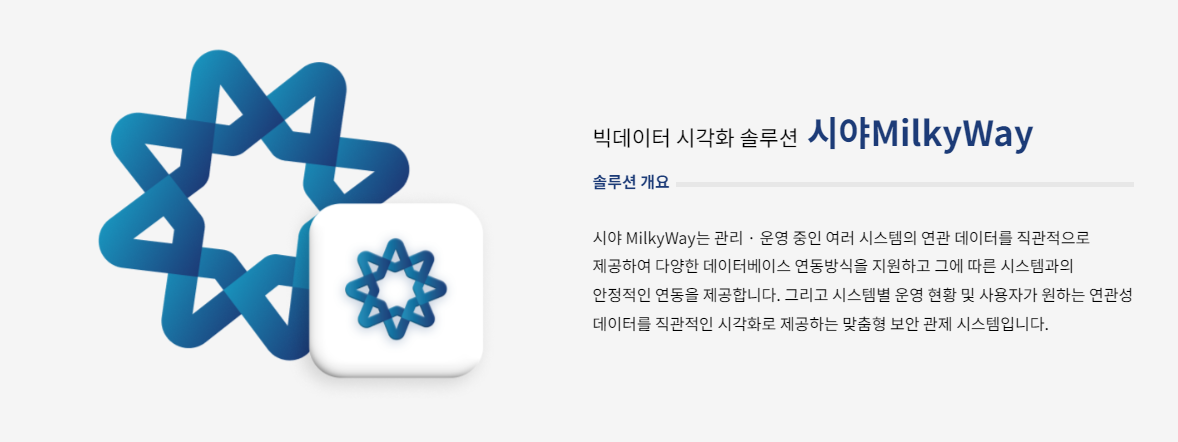 빅데이터 시각화 솔루션 시야MilkyWay
솔루션 개요
시야 MilkyWay는 관리 · 운영 중인 여러 시스템의 연관 데이터를 직관적으로
제공하여 다양한 데이터베이스 연동방식을 지원하고 그에 따른 시스템과의
안정적인 연동을 제공합니다. 그리고 시스템별 운영 현황 및 사용자가 원하는 연관성
데이터를 직관적인 시각화로 제공하는 맞춤형 보안 관제 시스템입니다.